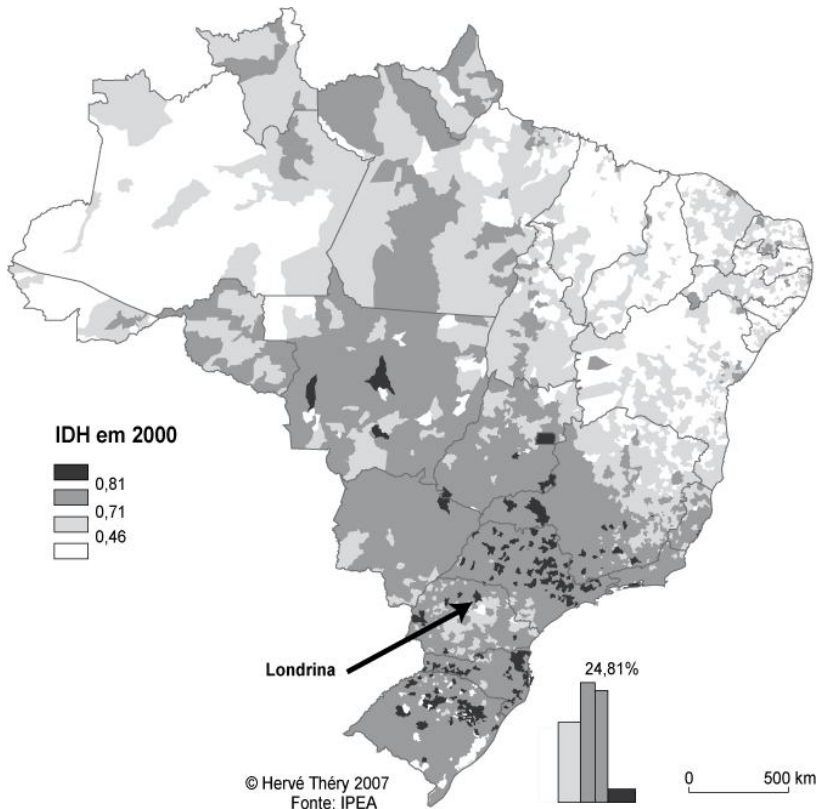 IDH em 2000
0,81
0,71
0,46
Londrina
24,81%
© Hervé Théry 2007
Fonte: IPEA
0 500 km